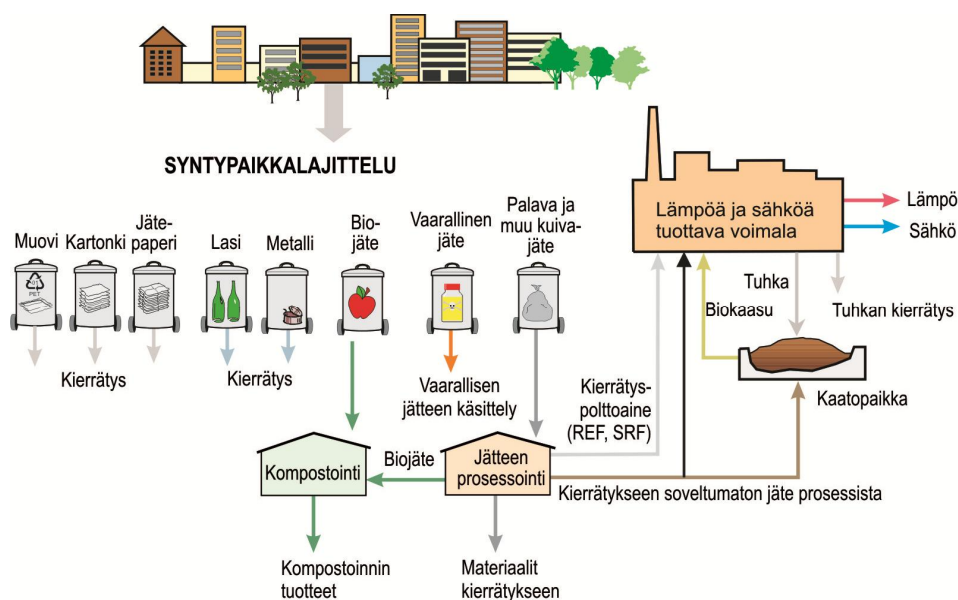 SYNTYPAIKKALAJITTELU
Muovi
Kartonki
Jäte-
paperi
Lasi
Metalli
Bio-
jäte
Vaarallinen
jäte
Palava ja
muu kuiva-
jäte
PET
Kierrätys
Kierrätys
Vaarallisen
jätteen käsittely
Lämpöä ja sähköä
tuottava voimala
Lämpö
Sähkö
Tuhka
Biokaasu
Tuhkan kierrätys
Kaatopaikka
Kierrätys-
polttoaine
(REF, SRF)
Kompostointi
Biojäte
Jätteen
prosessointi
Kierrätykseen soveltumaton jäte prosessista
Kompostoinnin
tuotteet
Materiaalit
kierrätykseen